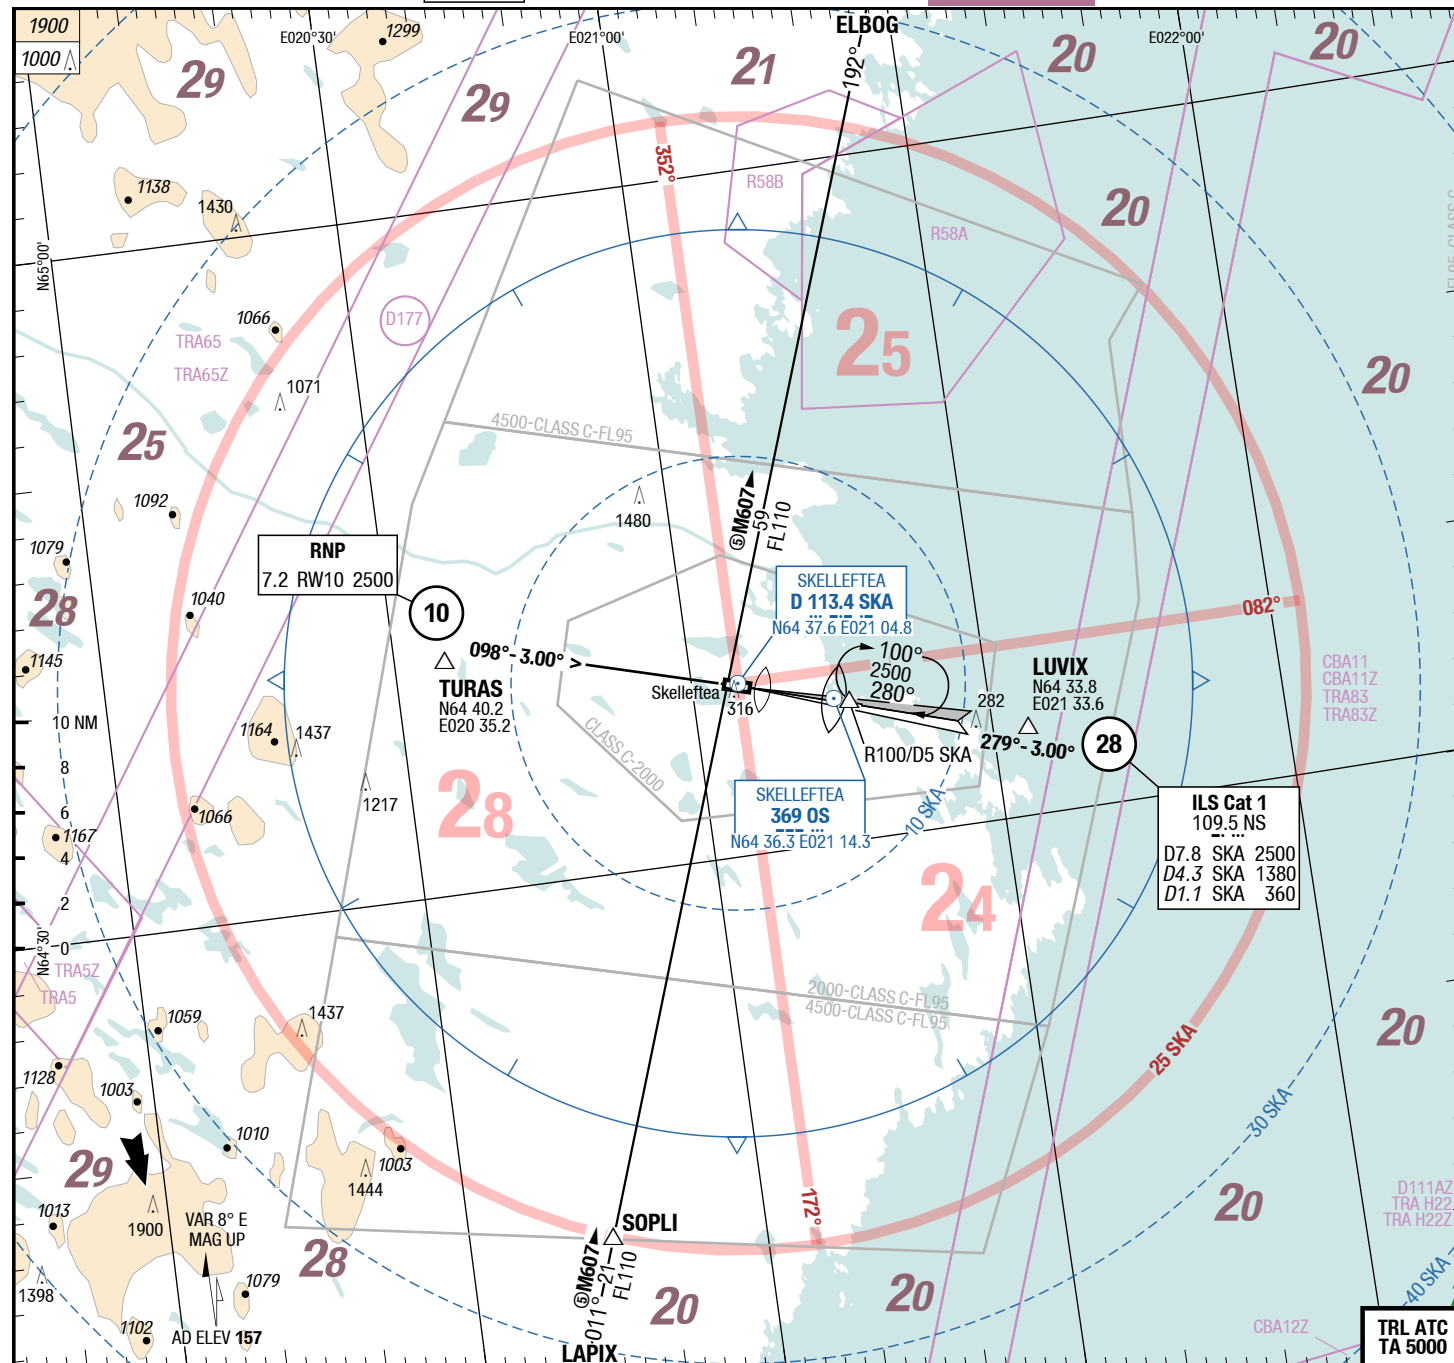 1900
1000
E020°30'
1299
E021°00'
ELBOG
E022°00'
29
29
21
20
20
192°
352°
R58B
1138
1430
20
R58A
N65°00'
D177
1066
TRA65
TRA65Z
25
1071
20
25
4500-CLASS C-FL95
1092
1480
⑤M607
59
FL110
1079
RNP
7.2 RW10 2500
10
SKELLEFTEA
D 113.4 SKA
N64 37.6 E021 04.8
28
1040
082°
098°-3.00° >
100°
2500
280°
1145
TURAS
N64 40.2
E020 35.2
Skelleftea
316
LUVIX
N64 33.8
E021 33.6
282
CBA11
CBA11Z
TRA83
TRA83Z
10 NM
8
6
4
2
0
1164
1437
R100/D5 SKA
279°-3.00°
28
CLASS C-2000
1217
28
SKELLEFTEA
369 OS
N64 36.3 E021 14.3
10 SKA
ILS Cat 1
109.5 NS
D7.8 SKA 2500
D4.3 SKA 1380
D1.1 SKA 360
1066
1167
24
N64°30'
TRA5Z
TRA5
2000-CLASS C-FL95
4500-CLASS C-FL95
1059
1437
20
25 SKA
1128
1003
1010
1003
30 SKA
29
1444
172°
D111AZ
TRA H22
TRA H22Z
20
1013
1900
VAR 8° E
MAG UP
SOPLI
28
⑤M607
011°-21
FL110
1398
1079
20
20
40 SKA
1102
AD ELEV 157
LAPIX
CBA12Z
TRL ATC
TA 5000